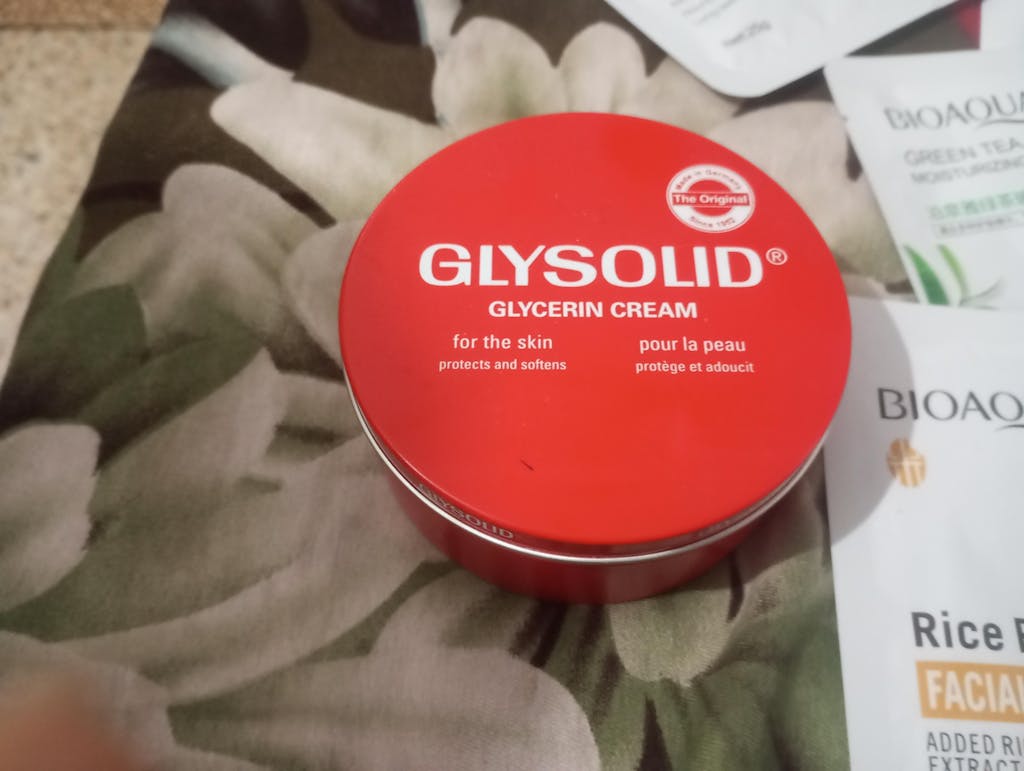 Made in Germany
The Original
Since 1902
GLYSOLID®
GLYCERIN CREAM
for the skin
protects and softens
pour la peau
protège et adoucit
GLYSOLID
BIOAQUA
GREEN TEA
MOISTURIZING
BIOAQ
Rice
FACIAL
ADDED RI
EXTRACT